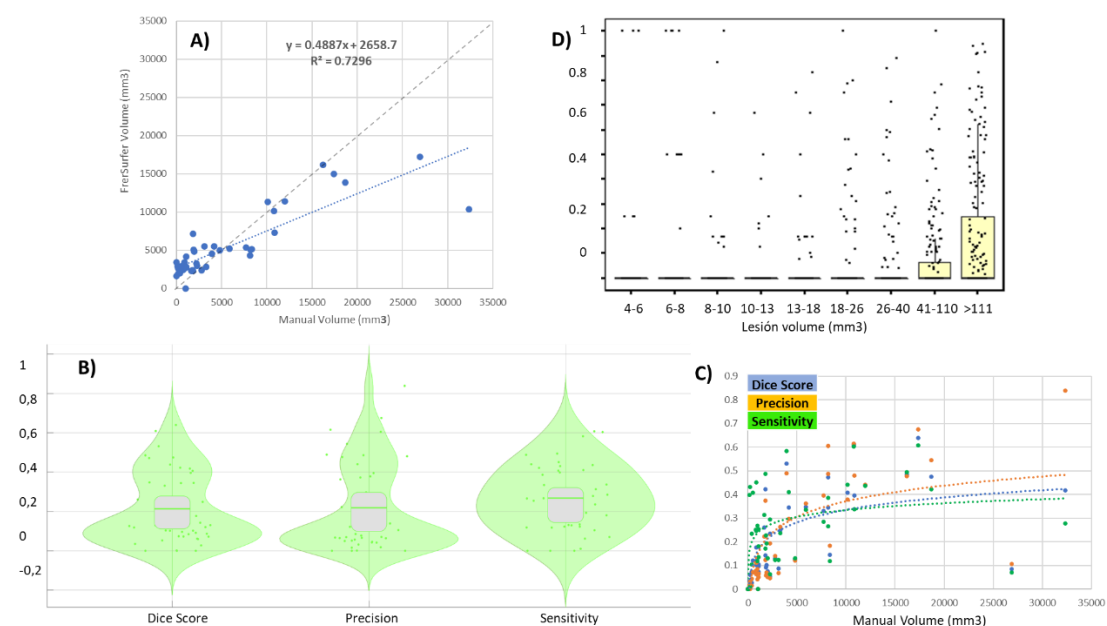 A)
y = 0.4887x + 2658.7
R² = 0.7296
35000
30000
25000
20000
15000
10000
5000
0
FrerSurfer Volume (mm3)
0 5000 10000 15000 20000 25000 30000 35000
Manual Volume (mm3)
D)
1
0.8
0.6
0.4
0.2
0
4-6 6-8 8-10 10-13 13-18 18-26 26-40 41-110 >111
Lesión volume (mm3)
B)
1
0,8
0,6
0,4
0,2
0
-0,2
Dice Score Precision Sensitivity
C)
Dice Score
Precision
Sensitivity
0.9
0.8
0.7
0.6
0.5
0.4
0.3
0.2
0.1
0
0 5000 10000 15000 20000 25000 30000 35000
Manual Volume (mm3)